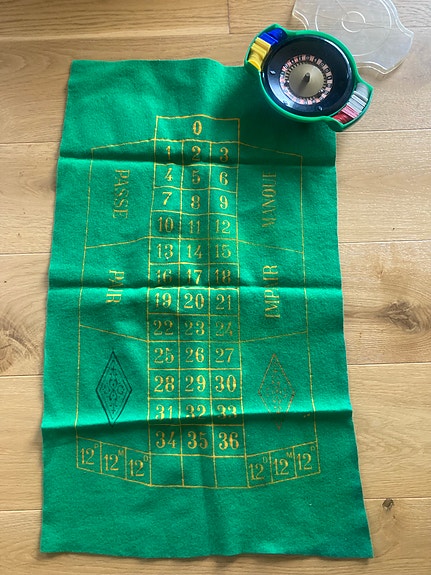 0
1 2 3
4 5 6
PASSE
MANQUE
7 8 9
10 11 12
13 14 15
PAIR
IMPAIR
16 17 18
19 20 21
22 23 24
25 26 27
28 29 30
31 32 33
34 35 36
12D 12M 12D
12D 12M 12D